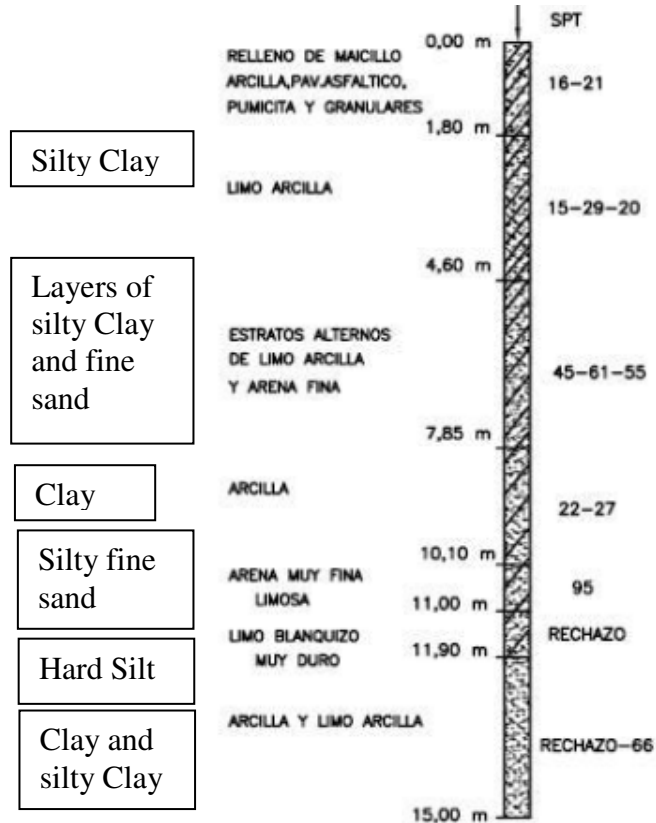 SPT
0,00 m
RELLENO DE MAICILLO
ARCILLA,PAV.ASFALTICO,
PUMICITA Y GRANULARES
16-21
1,80 m
Silty Clay
LIMO ARCILLA
15-29-20
4,60 m
Layers of
silty Clay
and fine
sand
ESTRATOS ALTERNOS
DE LIMO ARCILLA
Y ARENA FINA
45-61-55
7,85 m
Clay
ARCILLA
22-27
10,10 m
Silty fine
sand
ARENA MUY FINA
LIMOSA
95
11,00 m
Hard Silt
LIMO BLANQUIZO
MUY DURO
RECHAZO
11,90 m
Clay and
silty Clay
ARCILLA Y LIMO ARCILLA
RECHAZO-66
15,00 m